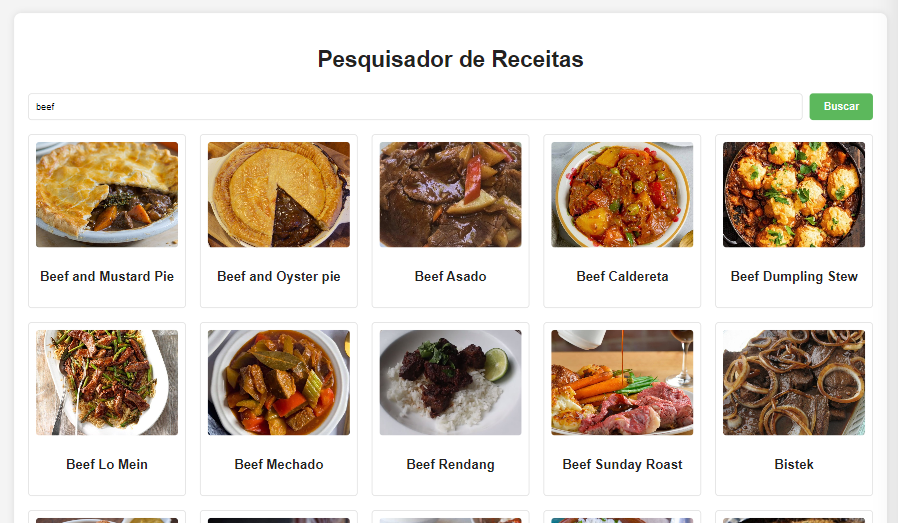 Pesquisador de Receitas
beef
Buscar
Beef and Mustard Pie
Beef and Oyster pie
Beef Asado
Beef Caldereta
Beef Dumpling Stew
Beef Lo Mein
Beef Mechado
Beef Rendang
Beef Sunday Roast
Bistek